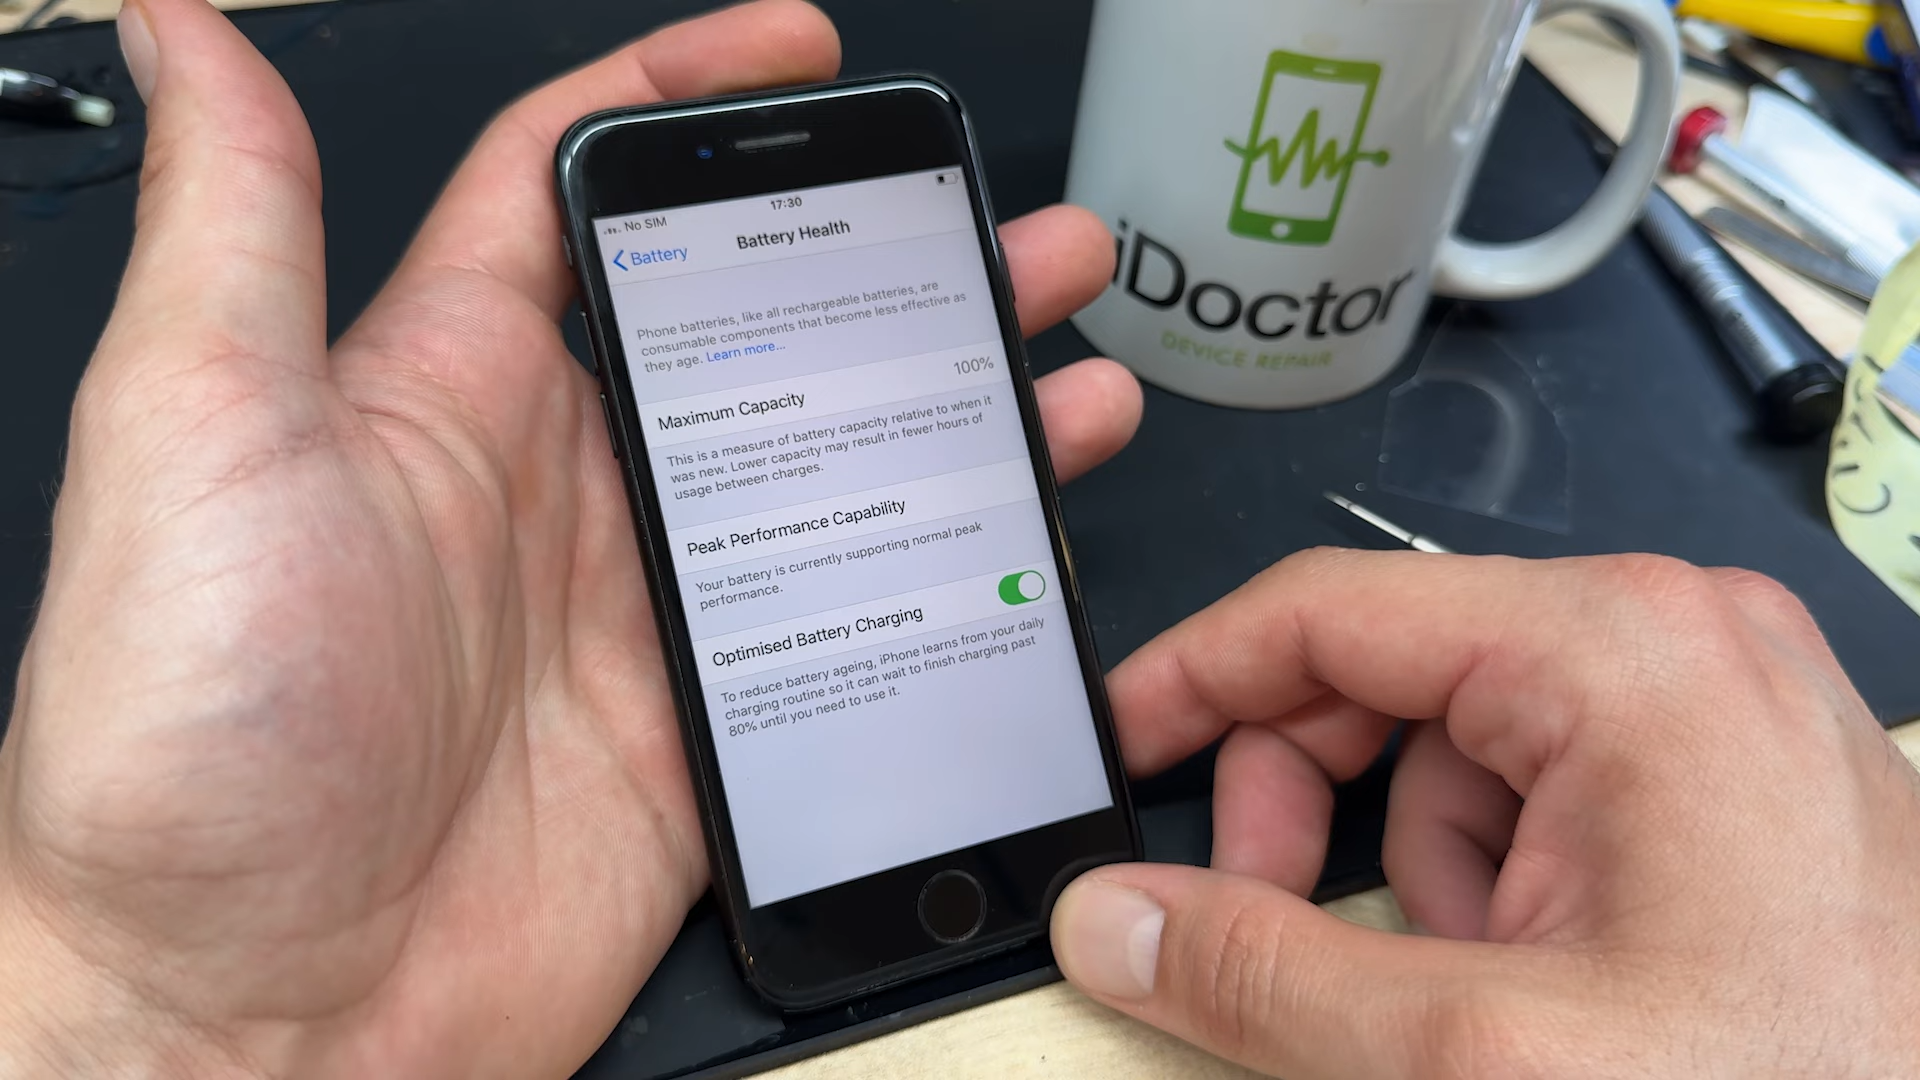 No SIM
17:30
Battery
Battery Health
Phone batteries, like all rechargeable batteries, are
consumable components that become less effective as
they age. Learn more...
Maximum Capacity
100%
This is a measure of battery capacity relative to when it
was new. Lower capacity may result in fewer hours of
usage between charges.
Peak Performance Capability
Your battery is currently supporting normal peak
performance.
Optimised Battery Charging
To reduce battery ageing, iPhone learns from your daily
charging routine so it can wait to finish charging past
80% until you need to use it.
iDoctor
DEVICE REPAIR